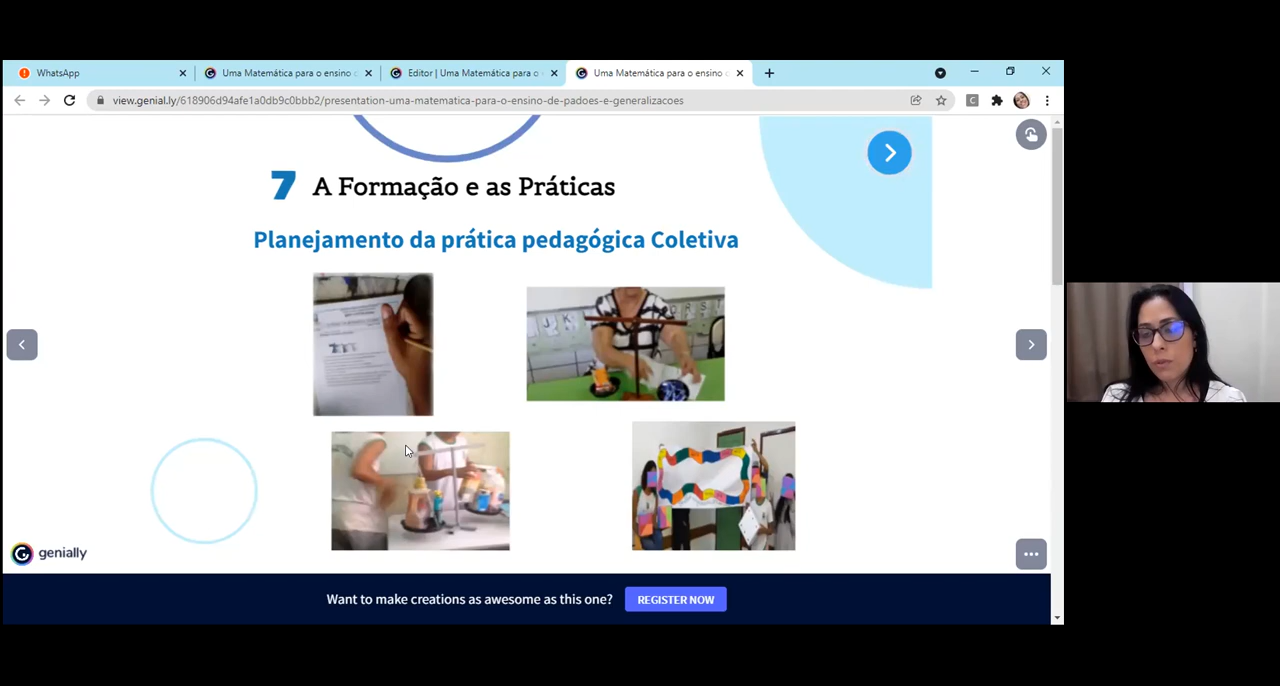 WhatsApp
Uma Matemática para o ensino
Editor | Uma Matemática para o
Uma Matemática para o ensino
view.genial.ly/618906d94afe1a0db9c0bbb2/presentation-uma-matematica-para-o-ensino-de-padoes-e-generalizacoes
C
7 A Formação e as Práticas
Planejamento da prática pedagógica Coletiva
J K
genially
Want to make creations as awesome as this one? REGISTER NOW